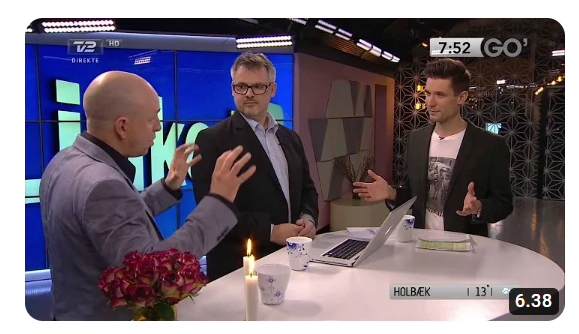 TV2 HD
DIREKTE
7:52 GO'
HOLBÆK 13°
6.38